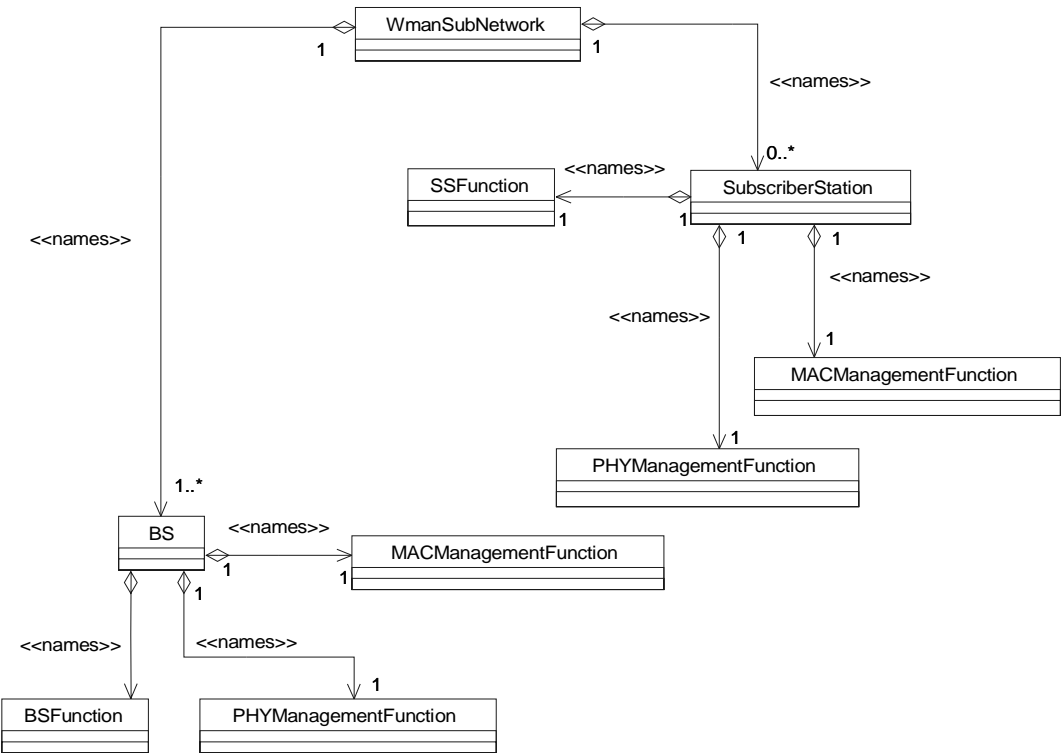 WmanSubNetwork
1
1
<<names>>
0..*
<<names>>
SSFunction
SubscriberStation
1
1
1
1
<<names>>
<<names>>
<<names>>
1
MACManagementFunction
1
PHYManagementFunction
1..*
BS
<<names>>
MACManagementFunction
1
1
1
<<names>>
<<names>>
1
BSFunction
PHYManagementFunction